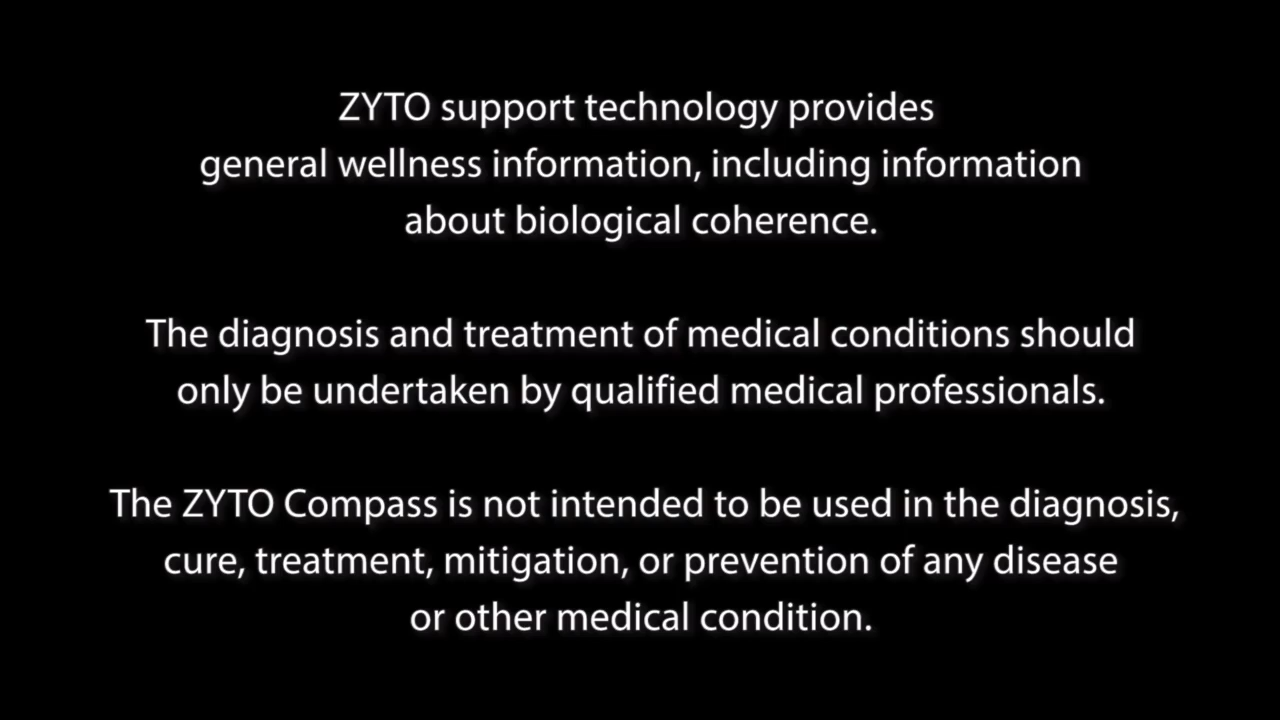 ZYTO support technology provides
general wellness information, including information
about biological coherence.
The diagnosis and treatment of medical conditions should
only be undertaken by qualified medical professionals.
The ZYTO Compass is not intended to be used in the diagnosis,
cure, treatment, mitigation, or prevention of any disease
or other medical condition.